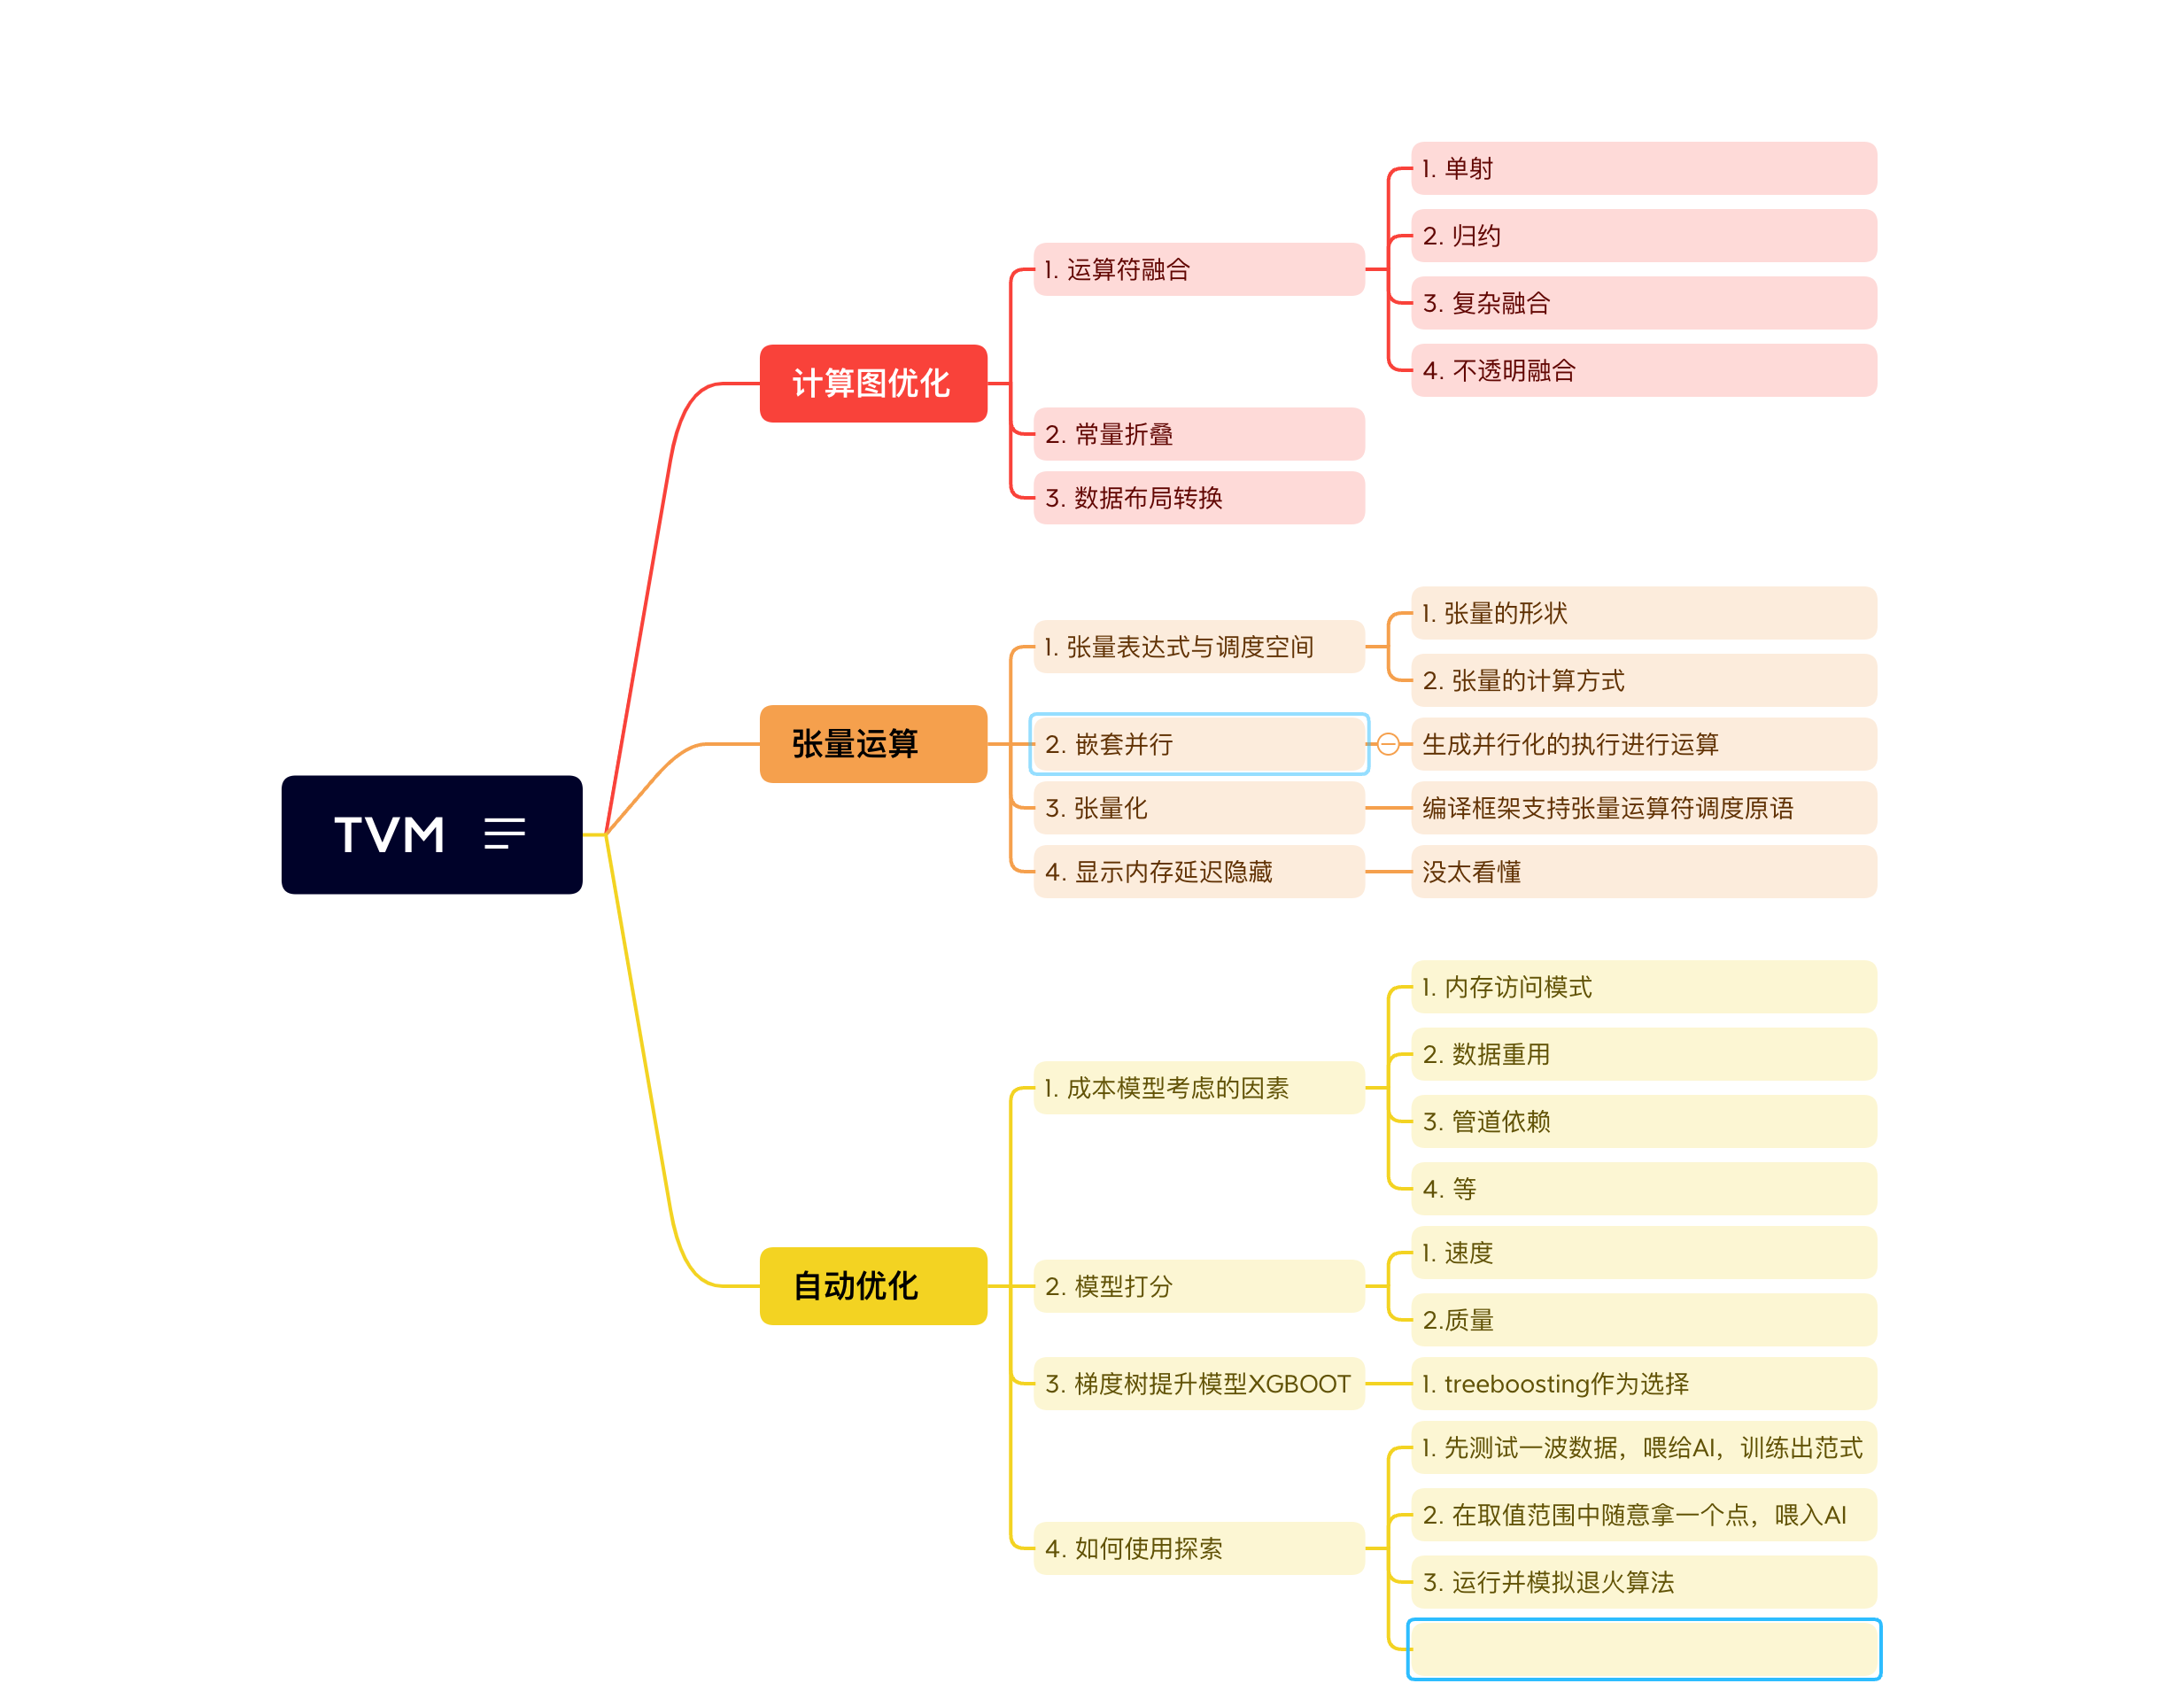 TVM
计算图优化
1. 运算符融合
1. 单射
2. 归约
3. 复杂融合
4. 不透明融合
2. 常量折叠
3. 数据布局转换
张量运算
1. 张量表达式与调度空间
1. 张量的形状
2. 张量的计算方式
2. 嵌套并行
生成并行化的执行进行运算
3. 张量化
编译框架支持张量运算符调度原语
4. 显示内存延迟隐藏
没太看懂
自动优化
1. 成本模型考虑的因素
1. 内存访问模式
2. 数据重用
3. 管道依赖
4. 等
2. 模型打分
1. 速度
2.质量
3. 梯度树提升模型XGBOOT
1. treeboosting作为选择
4. 如何使用探索
1. 先测试一波数据，喂给AI，训练出范式
2. 在取值范围中随意拿一个点，喂入AI
3. 运行并模拟退火算法